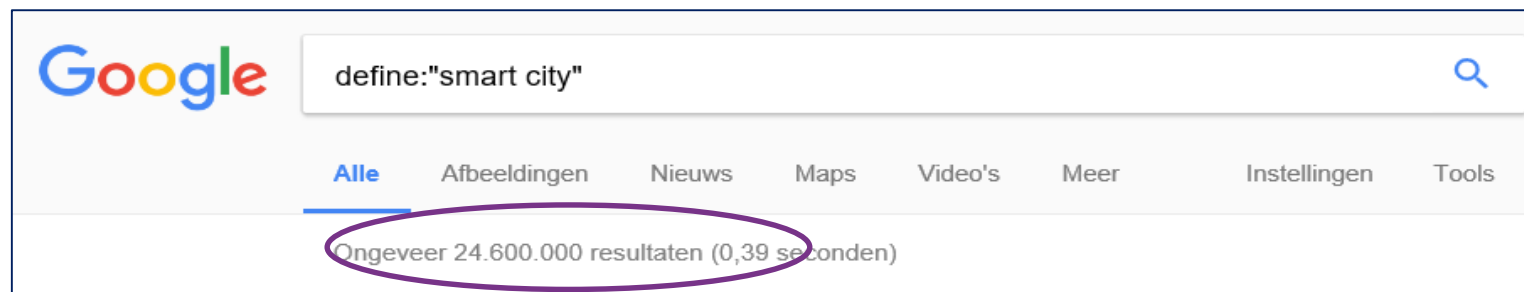 Google
define:"smart city"
Alle Afbeeldingen Nieuws Maps Video's Meer Instellingen Tools
Ongeveer 24.600.000 resultaten (0,39 seconden)